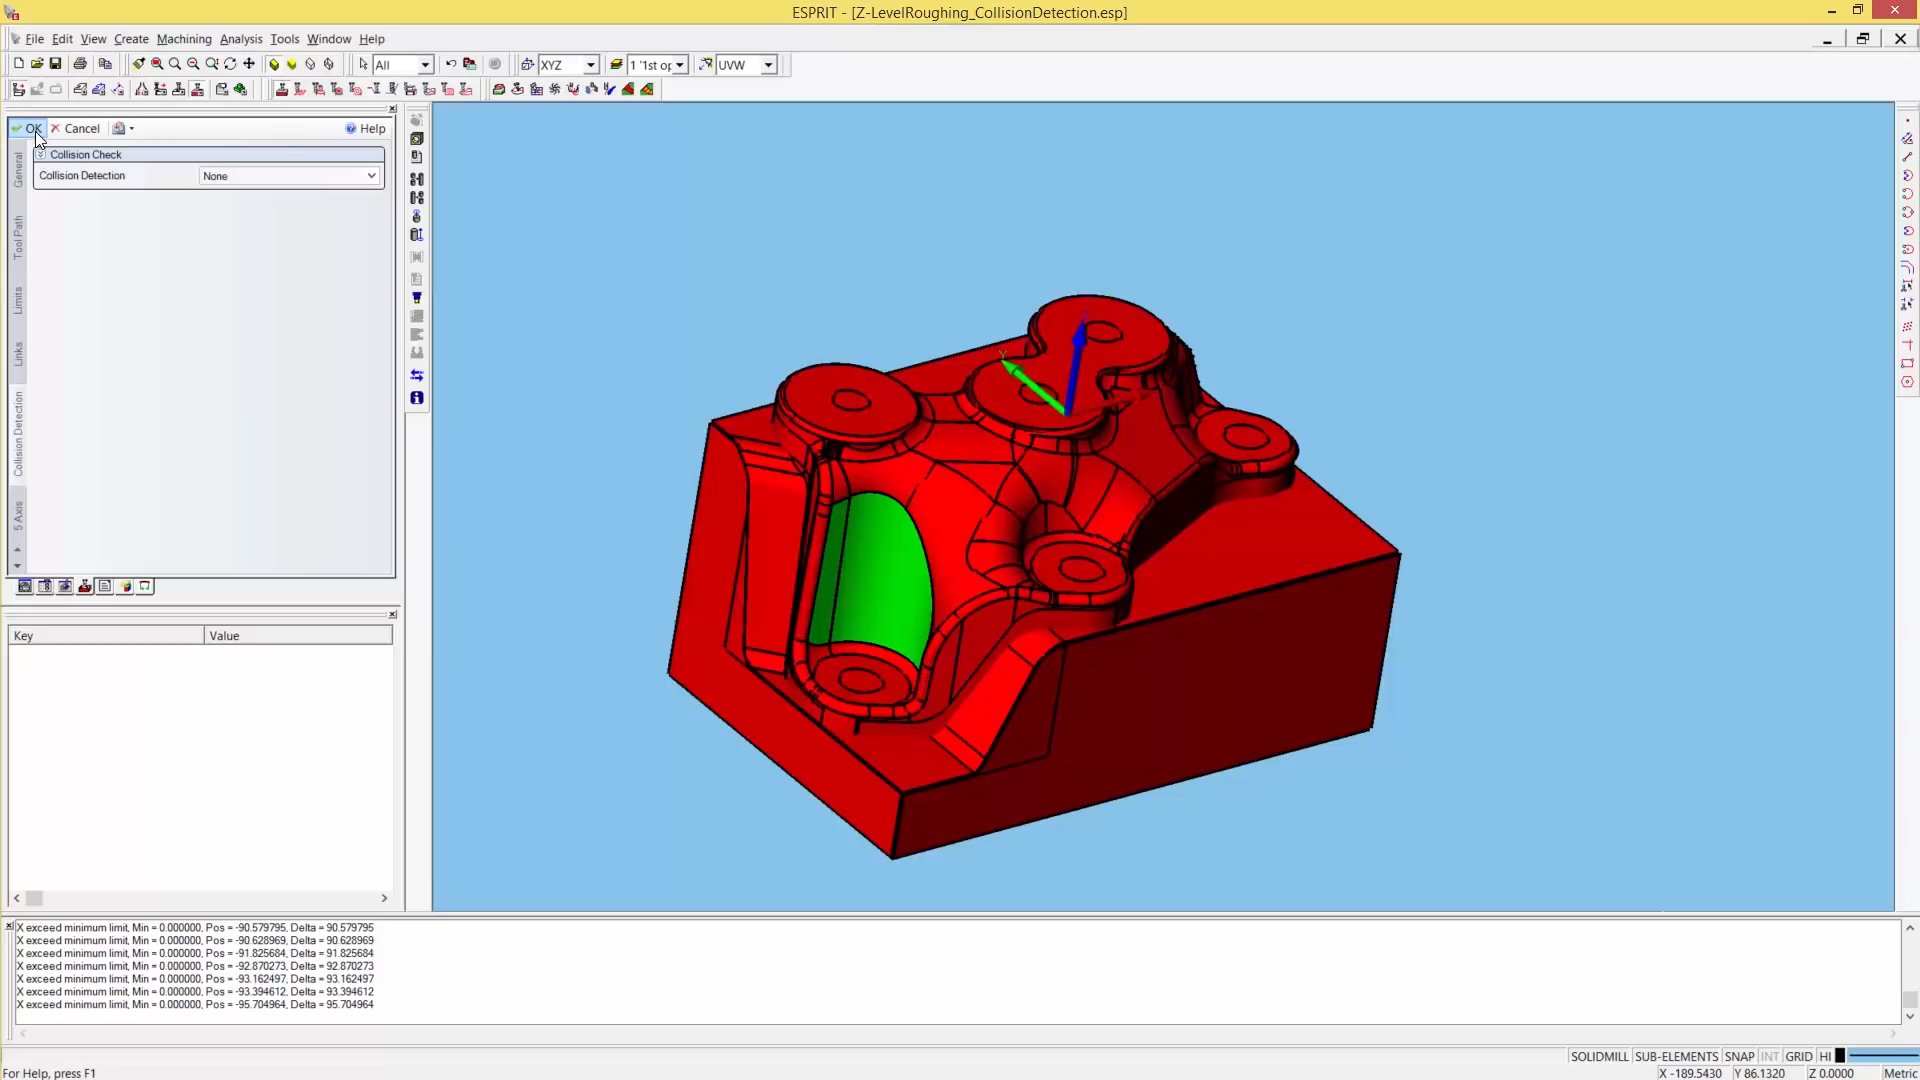 ESPRIT - [Z-LevelRoughing_CollisionDetection.esp]
File Edit View Create Machining Analysis Tools Window Help
All XYZ 1 '1st op UVW
OK Cancel Help
Collision Check
Collision Detection None
General
Tool Path
Limits
Links
Collision Detection
5 Axis
Y
Key Value
X exceed minimum limit, Min = 0.000000, Pos = -90.579795, Delta = 90.579795
X exceed minimum limit, Min = 0.000000, Pos = -90.628969, Delta = 90.628969
X exceed minimum limit, Min = 0.000000, Pos = -91.825684, Delta = 91.825684
X exceed minimum limit, Min = 0.000000, Pos = -92.870273, Delta = 92.870273
X exceed minimum limit, Min = 0.000000, Pos = -93.162497, Delta = 93.162497
X exceed minimum limit, Min = 0.000000, Pos = -93.394612, Delta = 93.394612
X exceed minimum limit, Min = 0.000000, Pos = -95.704964, Delta = 95.704964
SOLIDMILL SUB-ELEMENTS SNAP INT GRID HI
For Help, press F1 X -189.5430 Y 86.1320 Z 0.0000 Metric